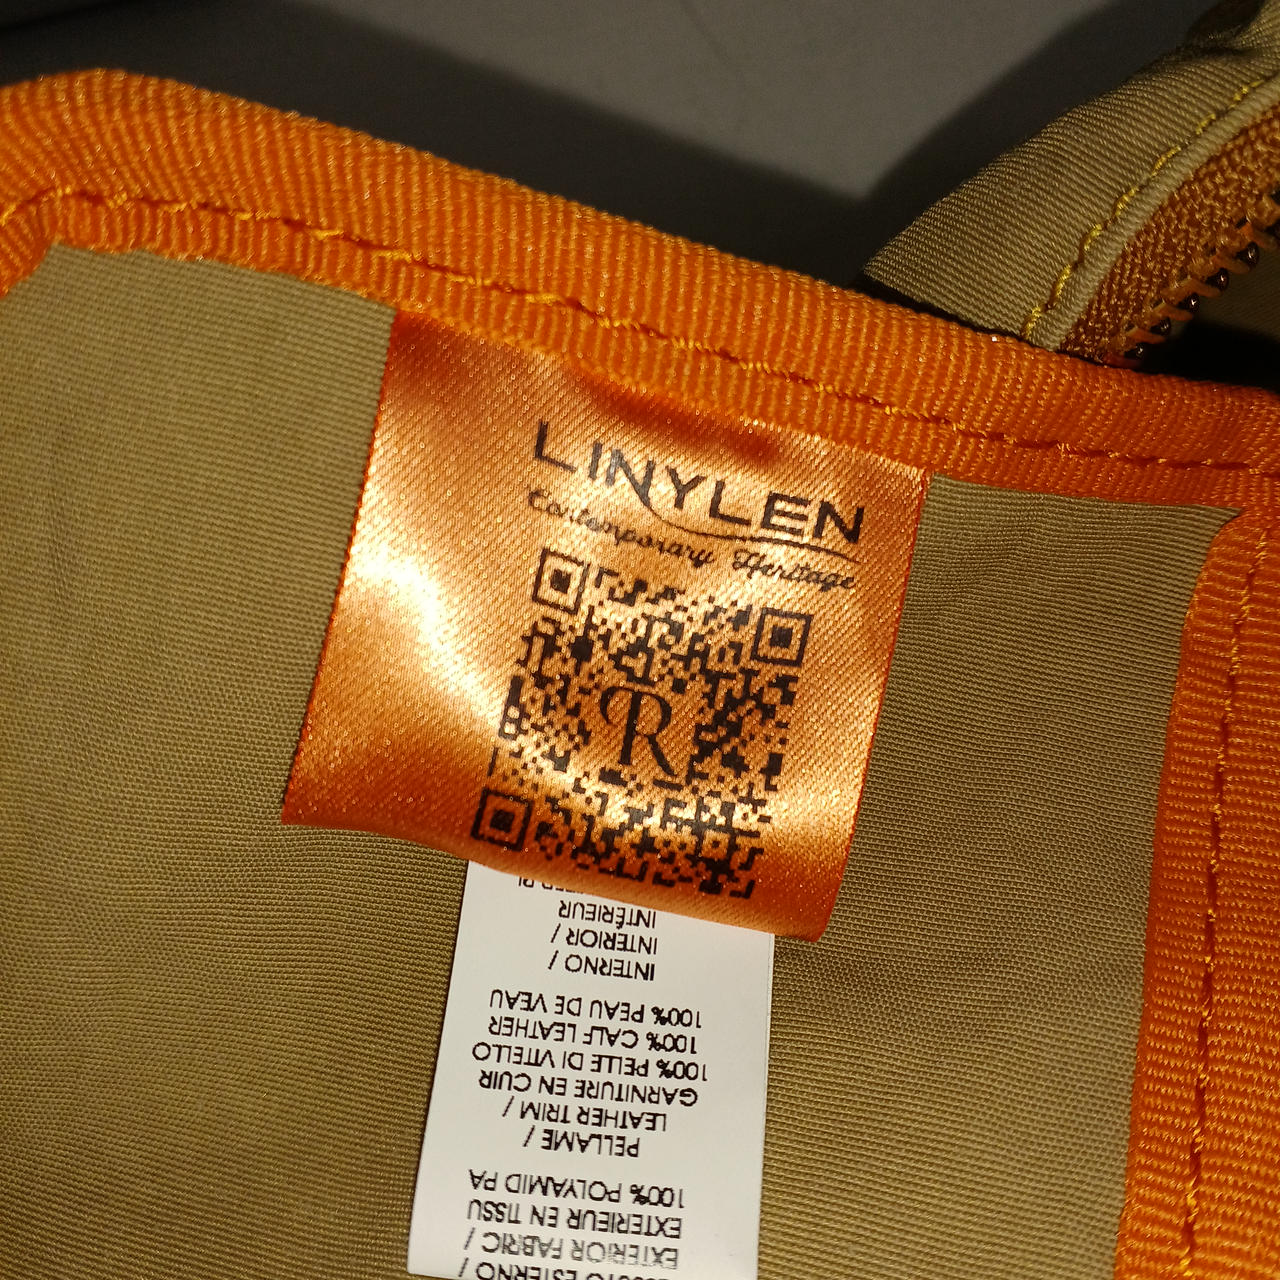 LINYLEN
Contemporary Heritage
R
ESTERNO /
EXTERIOR FABRIC /
EXTERIEUR EN TISSU
100% POLYAMID PA
PELLAME /
LEATHER TRIM /
GARNITURE EN CUIR
100% PELLE DI VITELLO
100% CALF LEATHER
100% PEAU DE VEAU
INTERNO /
INTERIOR /
INTÉRIEUR